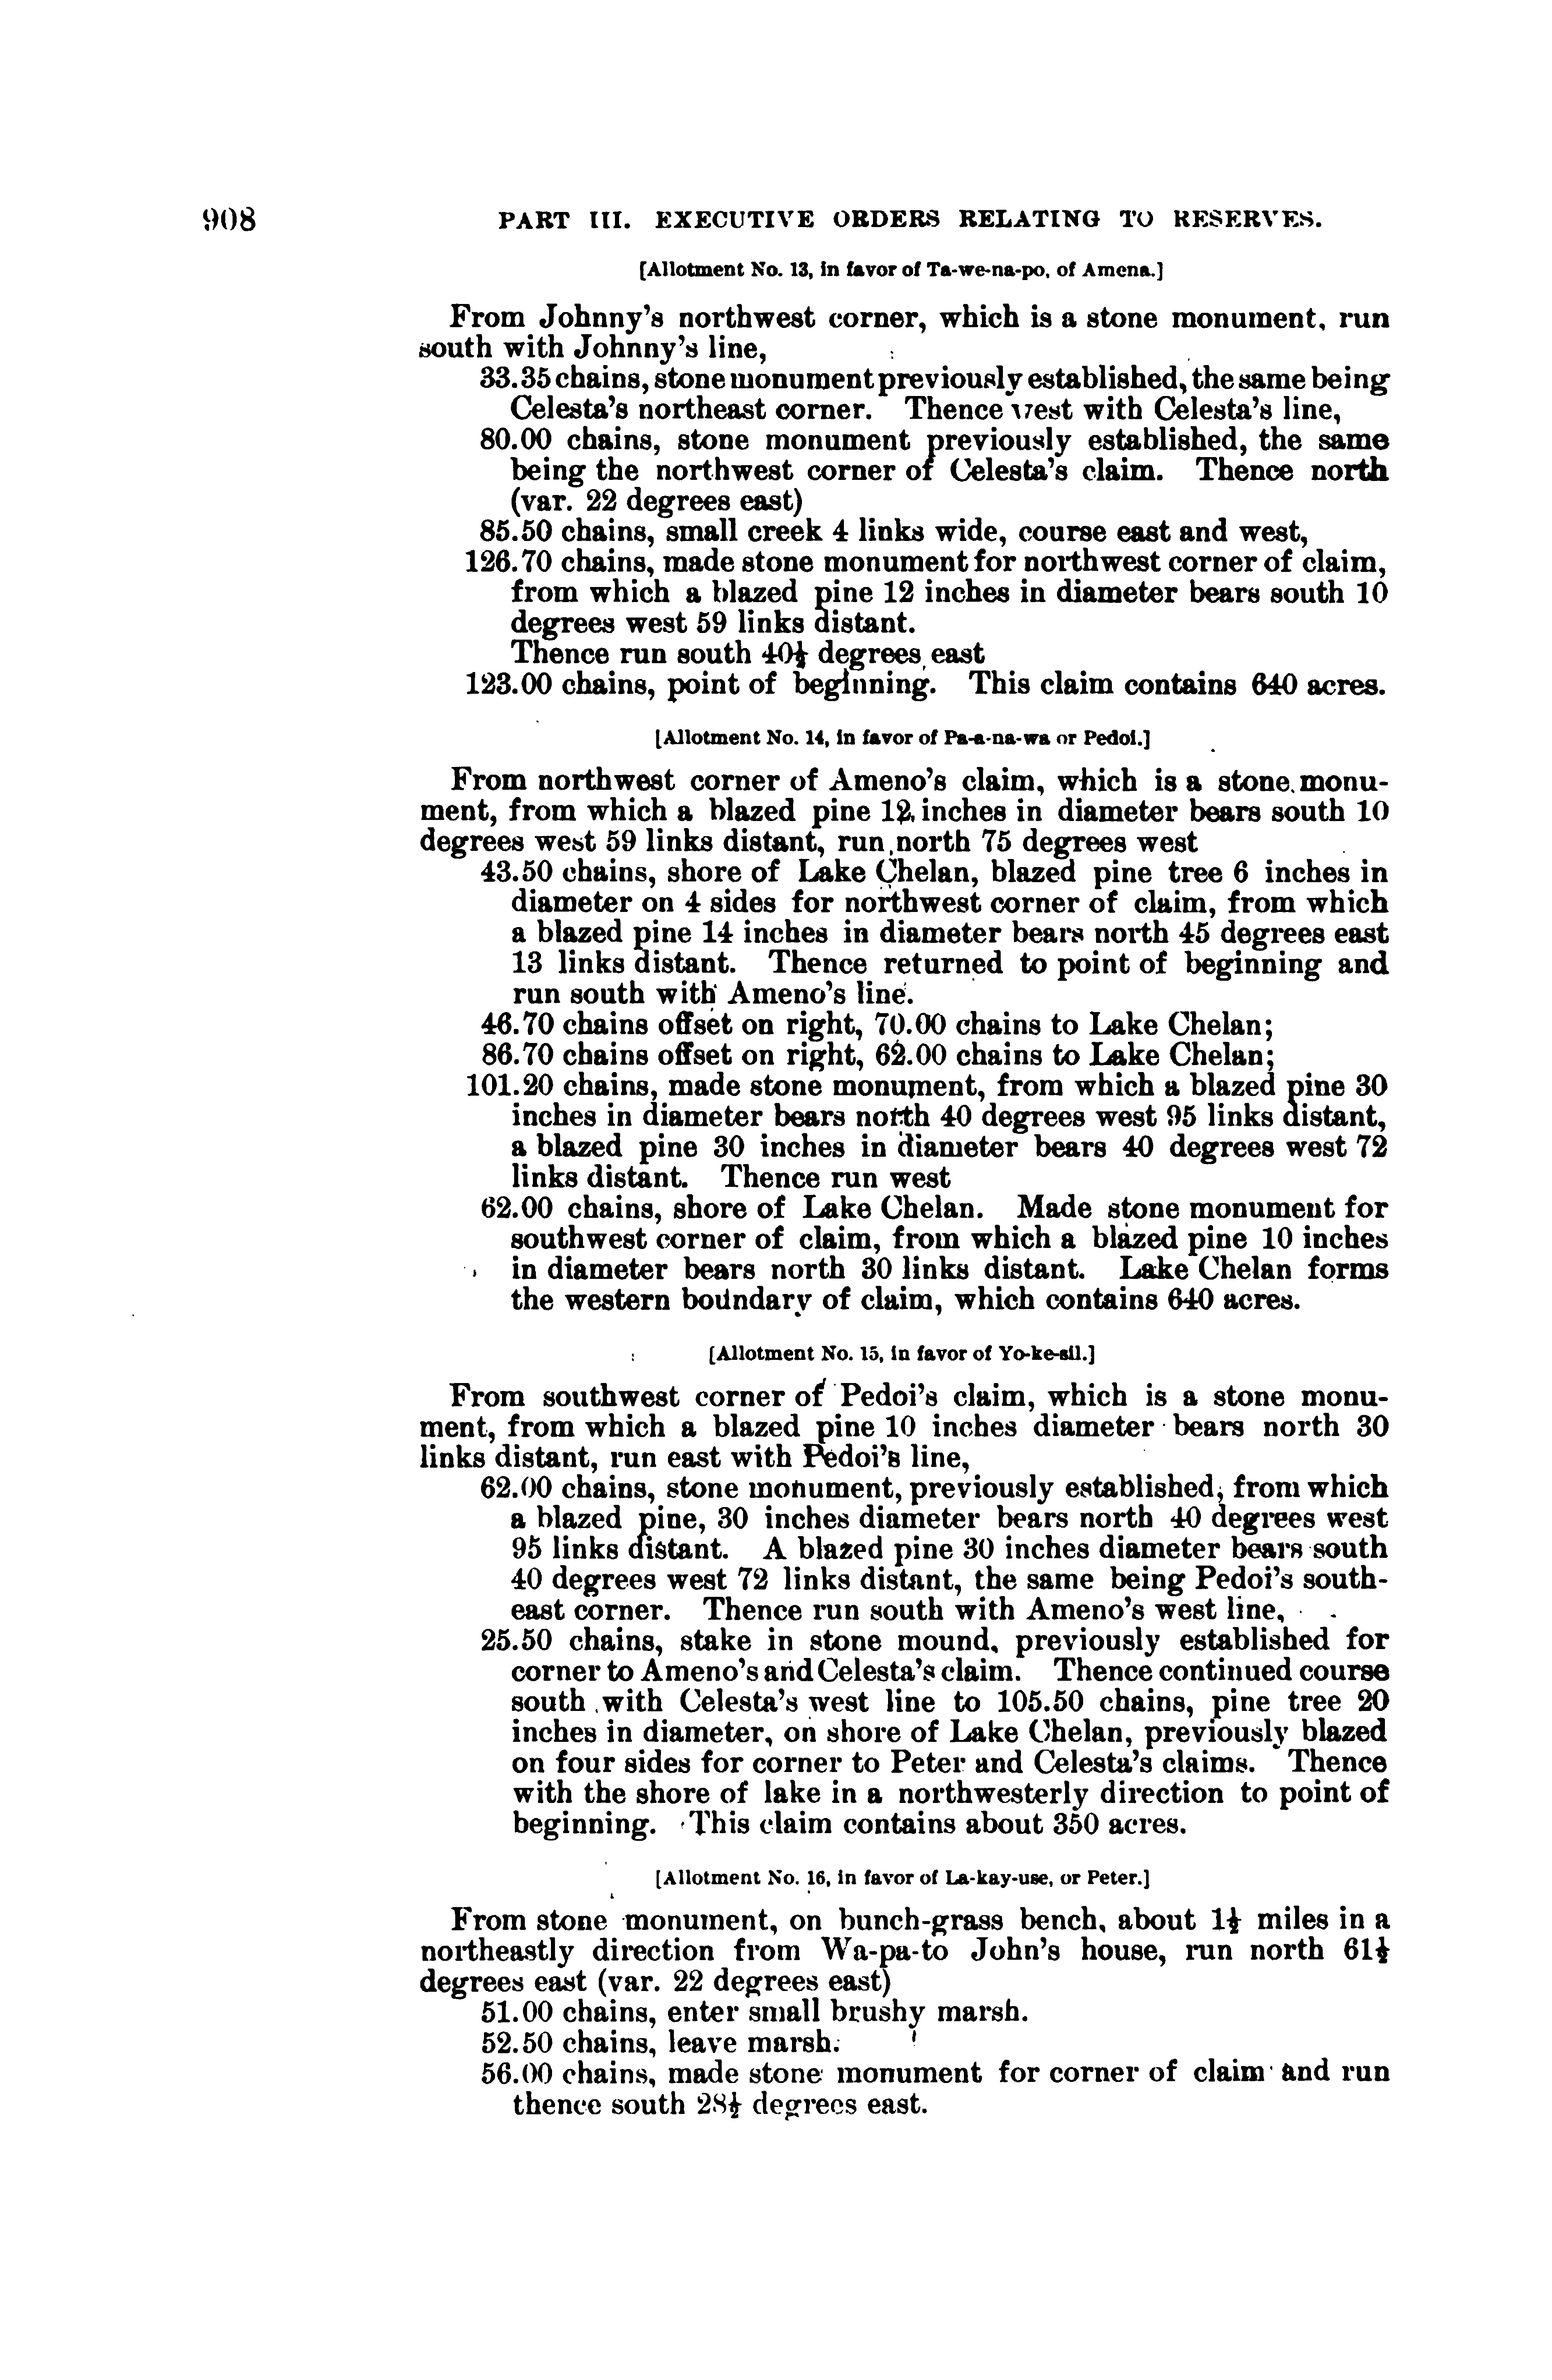 908 PART III. EXECUTIVE ORDERS RELATING TO RESERVES.
[Allotment No. 13, in favor of Ta-we-na-po, of Amena.]
From Johnny's northwest corner, which is a stone monument, run
south with Johnny's line,
33.35 chains, stone monument previously established, the same being
Celesta's northeast corner. Thence west with Celesta's line,
80.00 chains, stone monument previously established, the same
being the northwest corner of Celesta's claim. Thence north
(var. 22 degrees east)
85.50 chains, small creek 4 links wide, course east and west,
126.70 chains, made stone monument for northwest corner of claim,
from which a blazed pine 12 inches in diameter bears south 10
degrees west 59 links distant.
Thence run south 40½ degrees east
123.00 chains, point of beginning. This claim contains 640 acres.
[Allotment No. 14, in favor of Pa-a-na-wa or Pedoi.]
From northwest corner of Ameno's claim, which is a stone monu-
ment, from which a blazed pine 12 inches in diameter bears south 10
degrees west 59 links distant, run north 75 degrees west
43.50 chains, shore of Lake Chelan, blazed pine tree 6 inches in
diameter on 4 sides for northwest corner of claim, from which
a blazed pine 14 inches in diameter bears north 45 degrees east
13 links distant. Thence returned to point of beginning and
run south with Ameno's line.
46.70 chains offset on right, 70.00 chains to Lake Chelan;
86.70 chains offset on right, 62.00 chains to Lake Chelan;
101.20 chains, made stone monument, from which a blazed pine 30
inches in diameter bears north 40 degrees west 95 links distant,
a blazed pine 30 inches in diameter bears 40 degrees west 72
links distant. Thence run west
62.00 chains, shore of Lake Chelan. Made stone monument for
southwest corner of claim, from which a blazed pine 10 inches
in diameter bears north 30 links distant. Lake Chelan forms
the western boundary of claim, which contains 640 acres.
[Allotment No. 15, in favor of Yo-ke-sil.]
From southwest corner of Pedoi's claim, which is a stone monu-
ment, from which a blazed pine 10 inches diameter bears north 30
links distant, run east with Pedoi's line,
62.00 chains, stone monument, previously established, from which
a blazed pine, 30 inches diameter bears north 40 degrees west
95 links distant. A blazed pine 30 inches diameter bears south
40 degrees west 72 links distant, the same being Pedoi's south-
east corner. Thence run south with Ameno's west line,
25.50 chains, stake in stone mound, previously established for
corner to Ameno's and Celesta's claim. Thence continued course
south with Celesta's west line to 105.50 chains, pine tree 20
inches in diameter, on shore of Lake Chelan, previously blazed
on four sides for corner to Peter and Celesta's claims. Thence
with the shore of lake in a northwesterly direction to point of
beginning. This claim contains about 350 acres.
[Allotment No. 16, in favor of La-kay-use, or Peter.]
From stone monument, on bunch-grass bench, about 1½ miles in a
northeastly direction from Wa-pa-to John's house, run north 61½
degrees east (var. 22 degrees east)
51.00 chains, enter small brushy marsh.
52.50 chains, leave marsh.
56.00 chains, made stone monument for corner of claim and run
thence south 28½ degrees east.